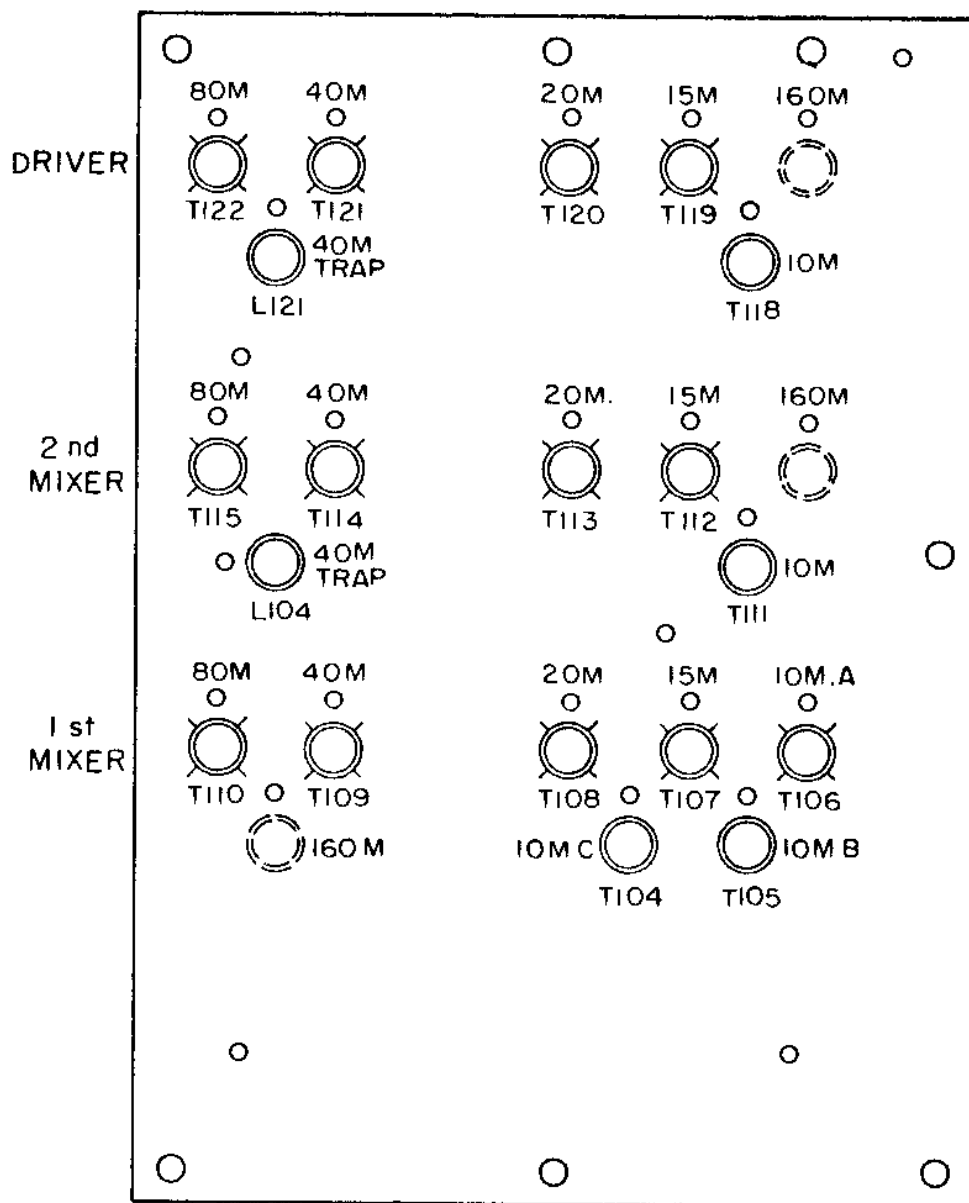 80M 40M 20M 15M 160M
DRIVER
T122 T121 T120 T119
40M
TRAP 10M
L121 T118
80M 40M 20M. 15M 160M
2 nd
MIXER
T115 T114 T113 T112
40M
TRAP 10M
L104 T111
80M 40M 20M 15M 10M.A
1 st
MIXER
T110 T109 T108 T107 T106
160M 10M C 10M B
T104 T105